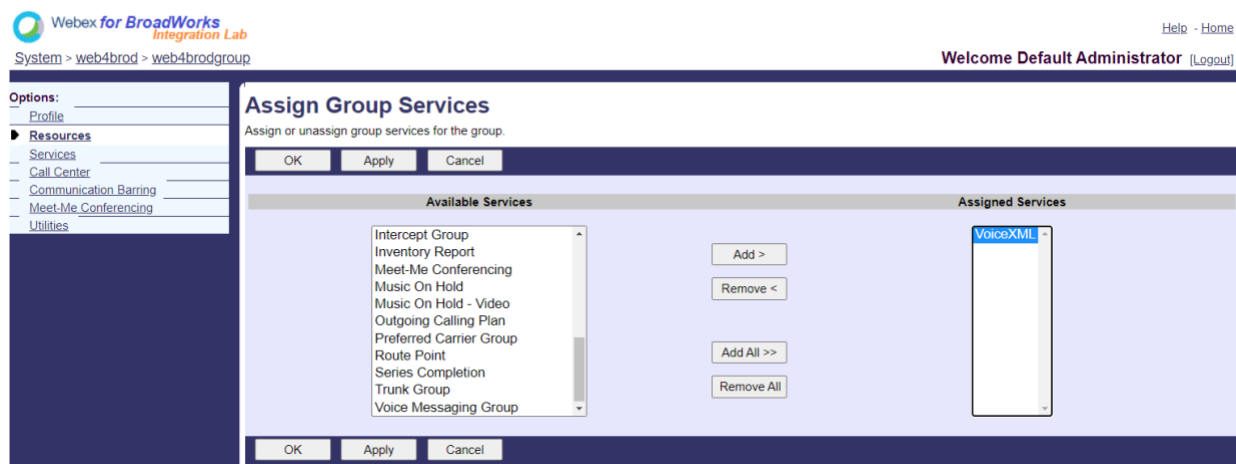 Webex for BroadWorks
Integration Lab
Help - Home
System > web4brod > web4brodgroup
Welcome Default Administrator [Logout]
Options:
Profile
Resources
Services
Call Center
Communication Barring
Meet-Me Conferencing
Utilities
Assign Group Services
Assign or unassign group services for the group.
OK Apply Cancel
Available Services Assigned Services
Intercept Group
Inventory Report
Meet-Me Conferencing
Music On Hold
Music On Hold - Video
Outgoing Calling Plan
Preferred Carrier Group
Route Point
Series Completion
Trunk Group
Voice Messaging Group
Add >
Remove <
Add All >>
Remove All
VoiceXML
OK Apply Cancel